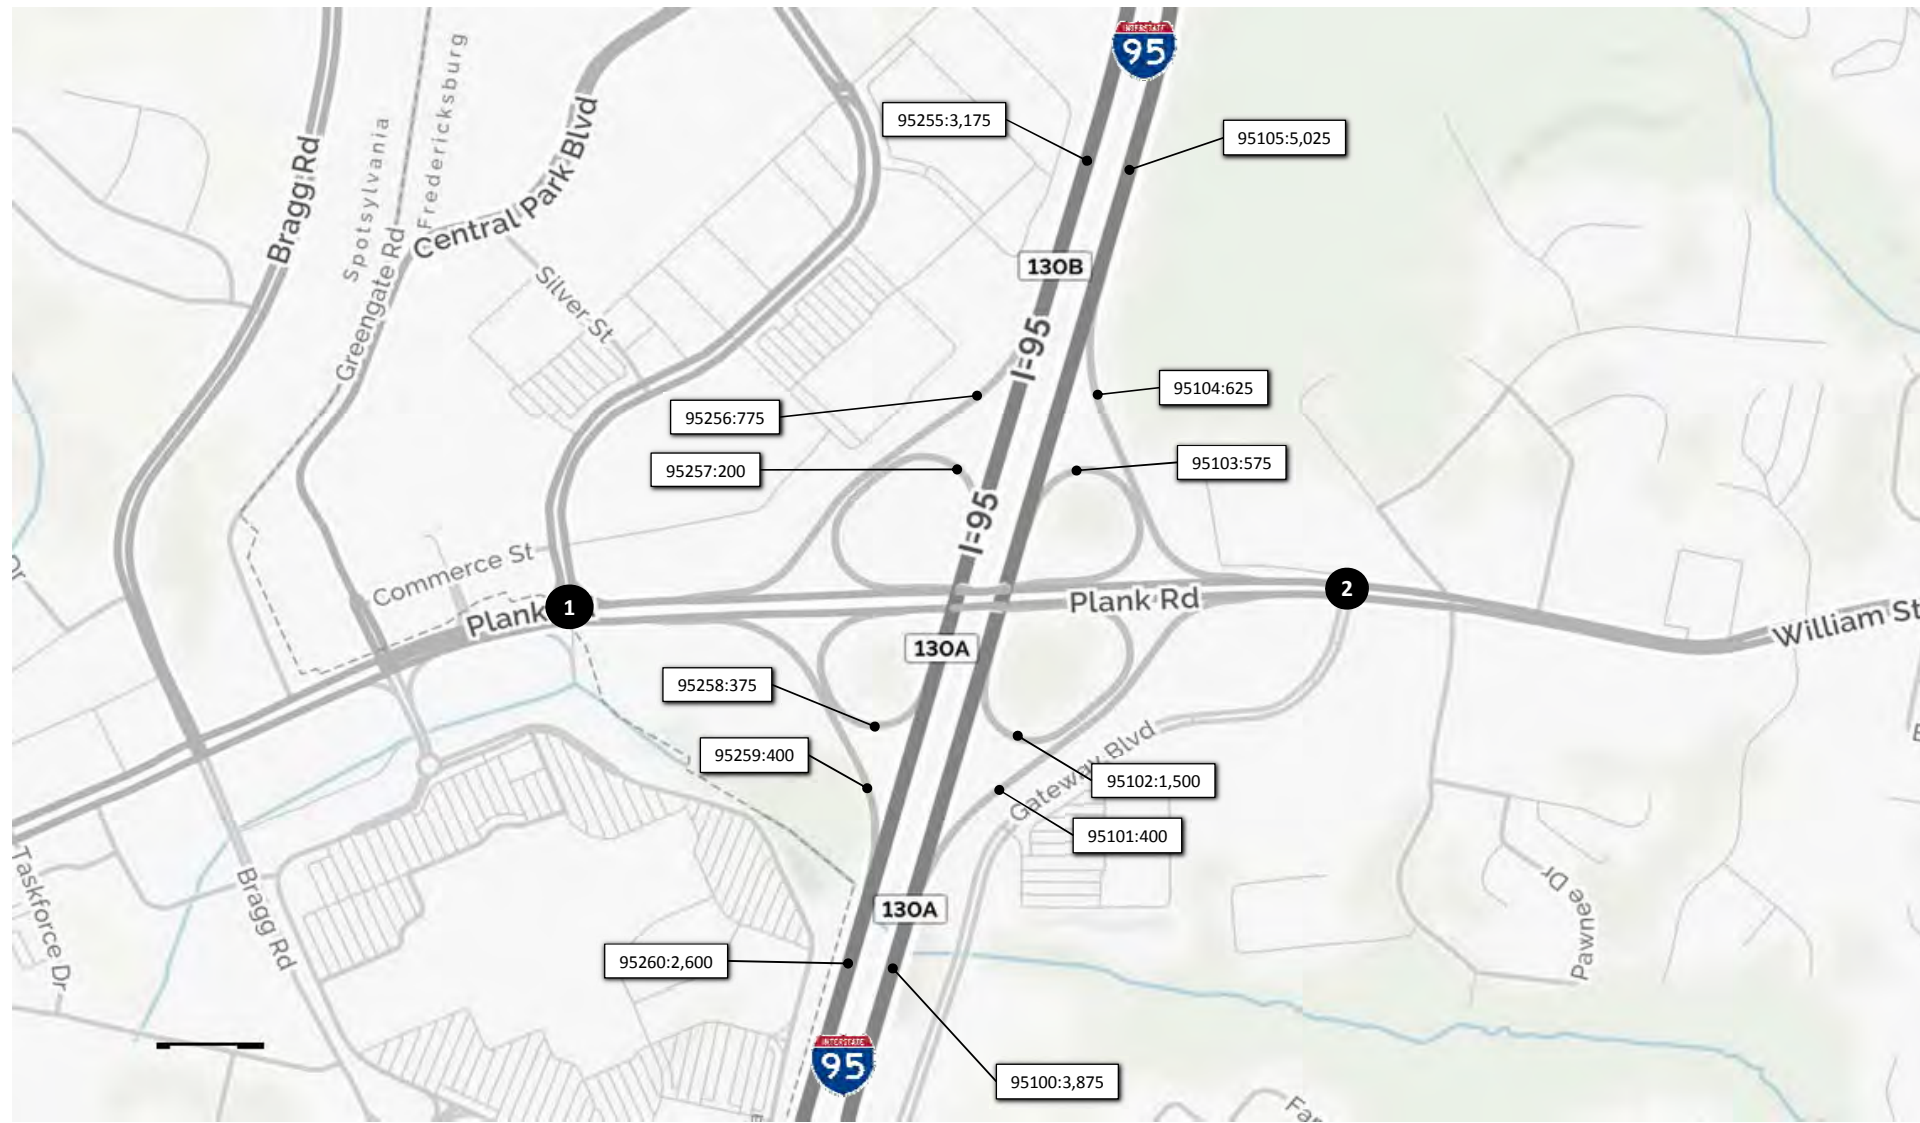 INTERSTATE
95
Bragg Rd
Spotsylvania
Fredericksburg
Central Park Blvd
Greengate Rd
Silver St
95255:3,175
95105:5,025
130B
I-95
95256:775
95104:625
95257:200
95103:575
I-95
Commerce St
Plank
1
Plank Rd
2
William St
130A
95258:375
95259:400
Gateway Blvd
95102:1,500
95101:400
Taskforce Dr
Bragg Rd
130A
Pawnee Dr
95260:2,600
INTERSTATE
95
95100:3,875
Dr